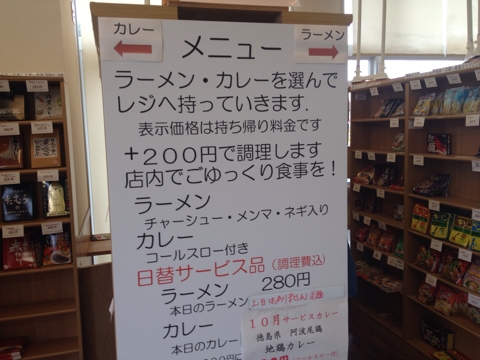 カレー
ラーメン
メニュー
ラーメン・カレーを選んで
レジへ持っていきます.
表示価格は持ち帰り料金です
+200円で調理します
店内でごゆっくり食事を!
ラーメン
チャーシュー・メンマ・ネギ入り
カレー
コールスロー付き
日替サービス品(調理費込)
ラーメン 280円
本日のラーメン
カレー
本日のカレー
10月サービスカレー
徳島県 阿波尾鶏
地鶏カレー